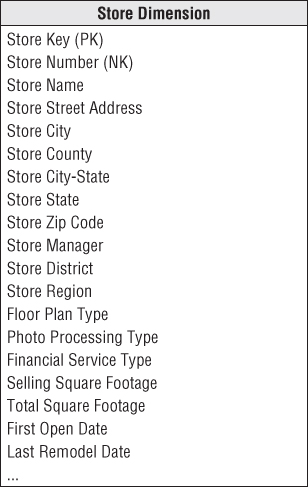 Store Dimension
Store Key (PK)
Store Number (NK)
Store Name
Store Street Address
Store City
Store County
Store City-State
Store State
Store Zip Code
Store Manager
Store District
Store Region
Floor Plan Type
Photo Processing Type
Financial Service Type
Selling Square Footage
Total Square Footage
First Open Date
Last Remodel Date
...